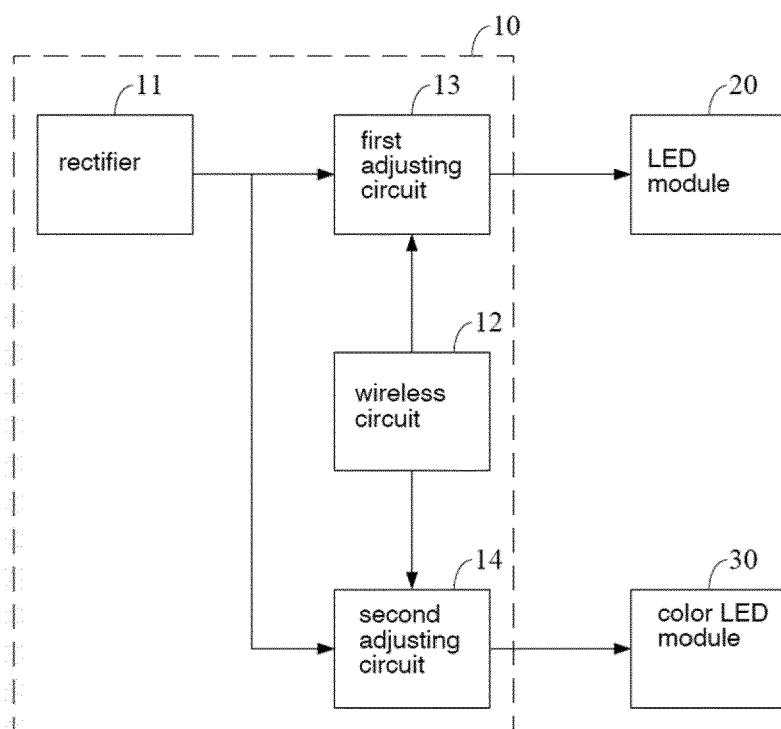 10
11
13
20
rectifier
first
adjusting
circuit
LED
module
12
wireless
circuit
14
30
second
adjusting
circuit
color LED
module